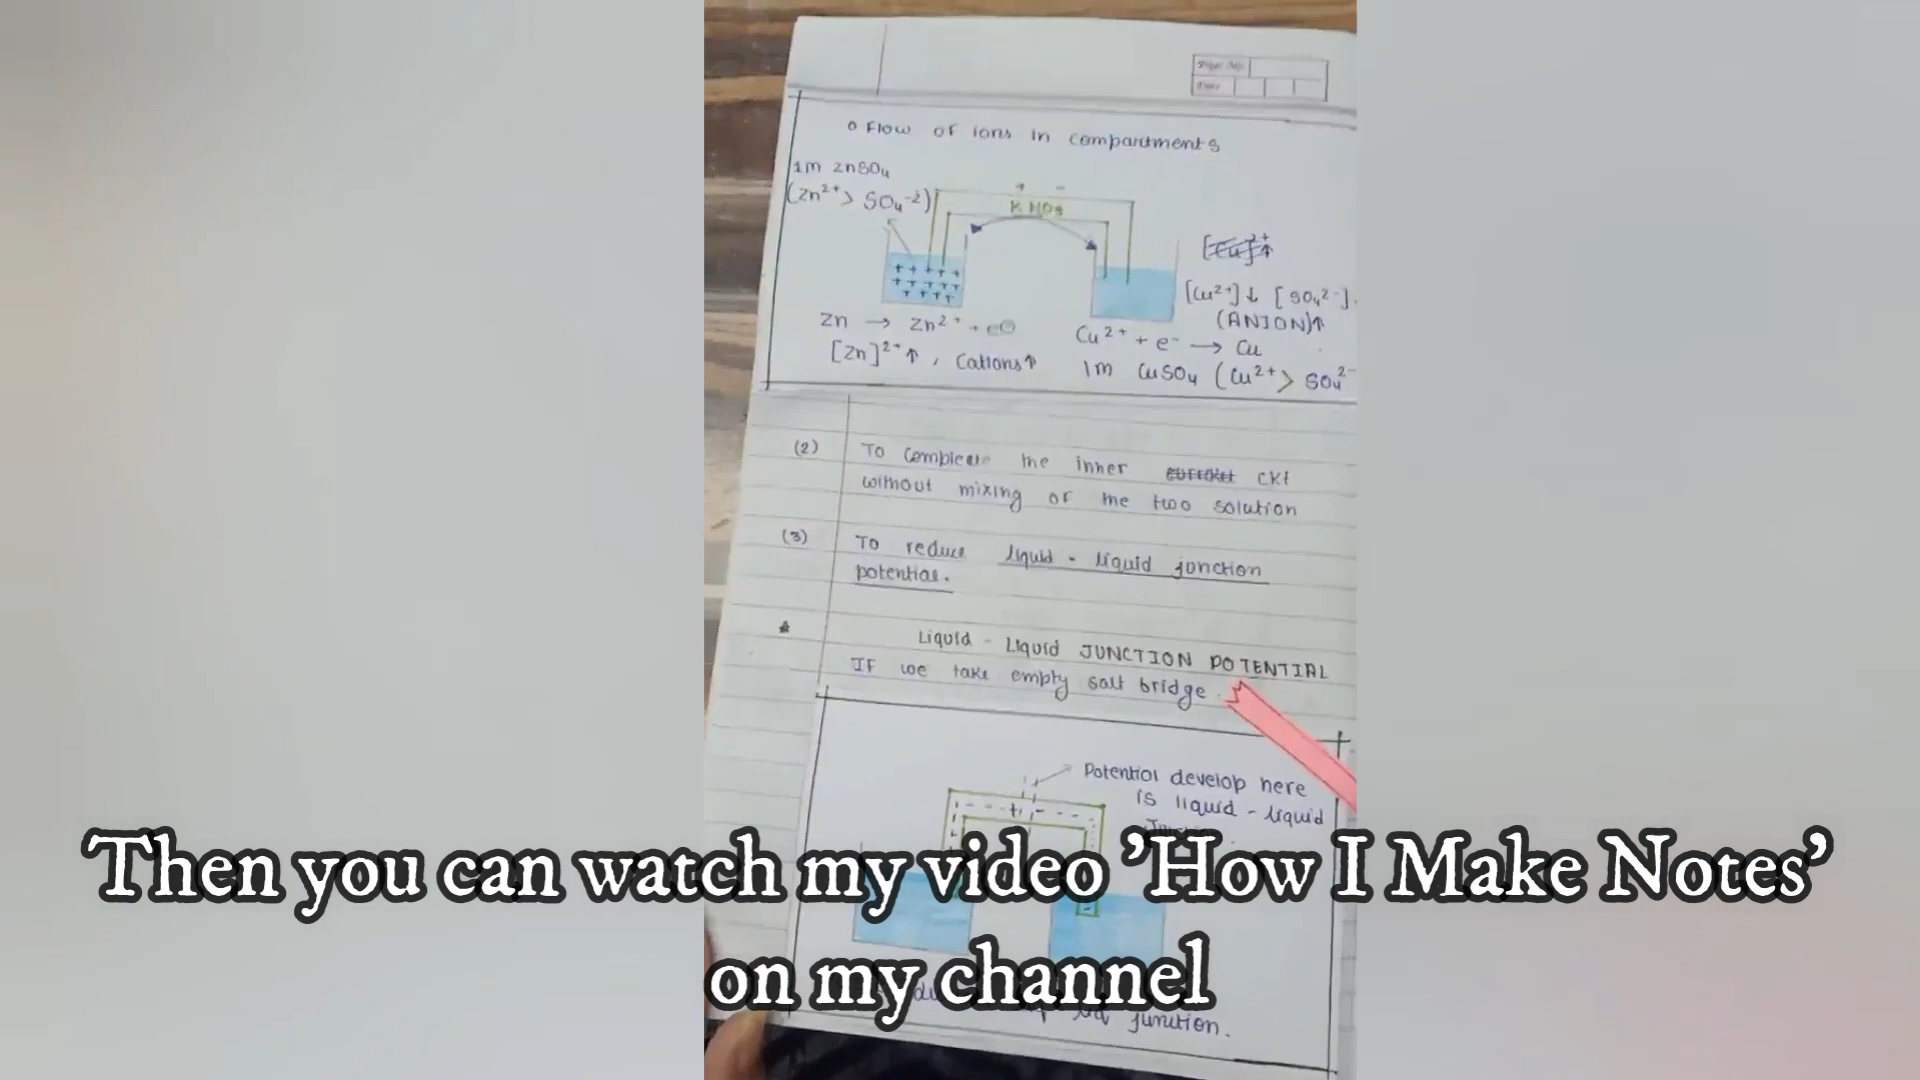 Page No.
Date
o Flow of ions in compartments
1m ZnSO4
(Zn2+ > SO4-2)
+ -
KNO3
[Cu2+]↓ [SO42-]
(ANION)↑
Zn → Zn2+ + e⊖
Cu2+ + e- → Cu
[Zn]2+↑, Cations↑
1m CuSO4 (Cu2+ > SO42-
(2) To complete the inner ckt
without mixing of the two solution
(3) To reduce liquid - liquid junction
potential.
Liquid - Liquid JUNCTION POTENTIAL
IF we take empty salt bridge.
Potential develop here
is liquid - liquid
Then you can watch my video 'How I Make Notes'
on my channel
junction.